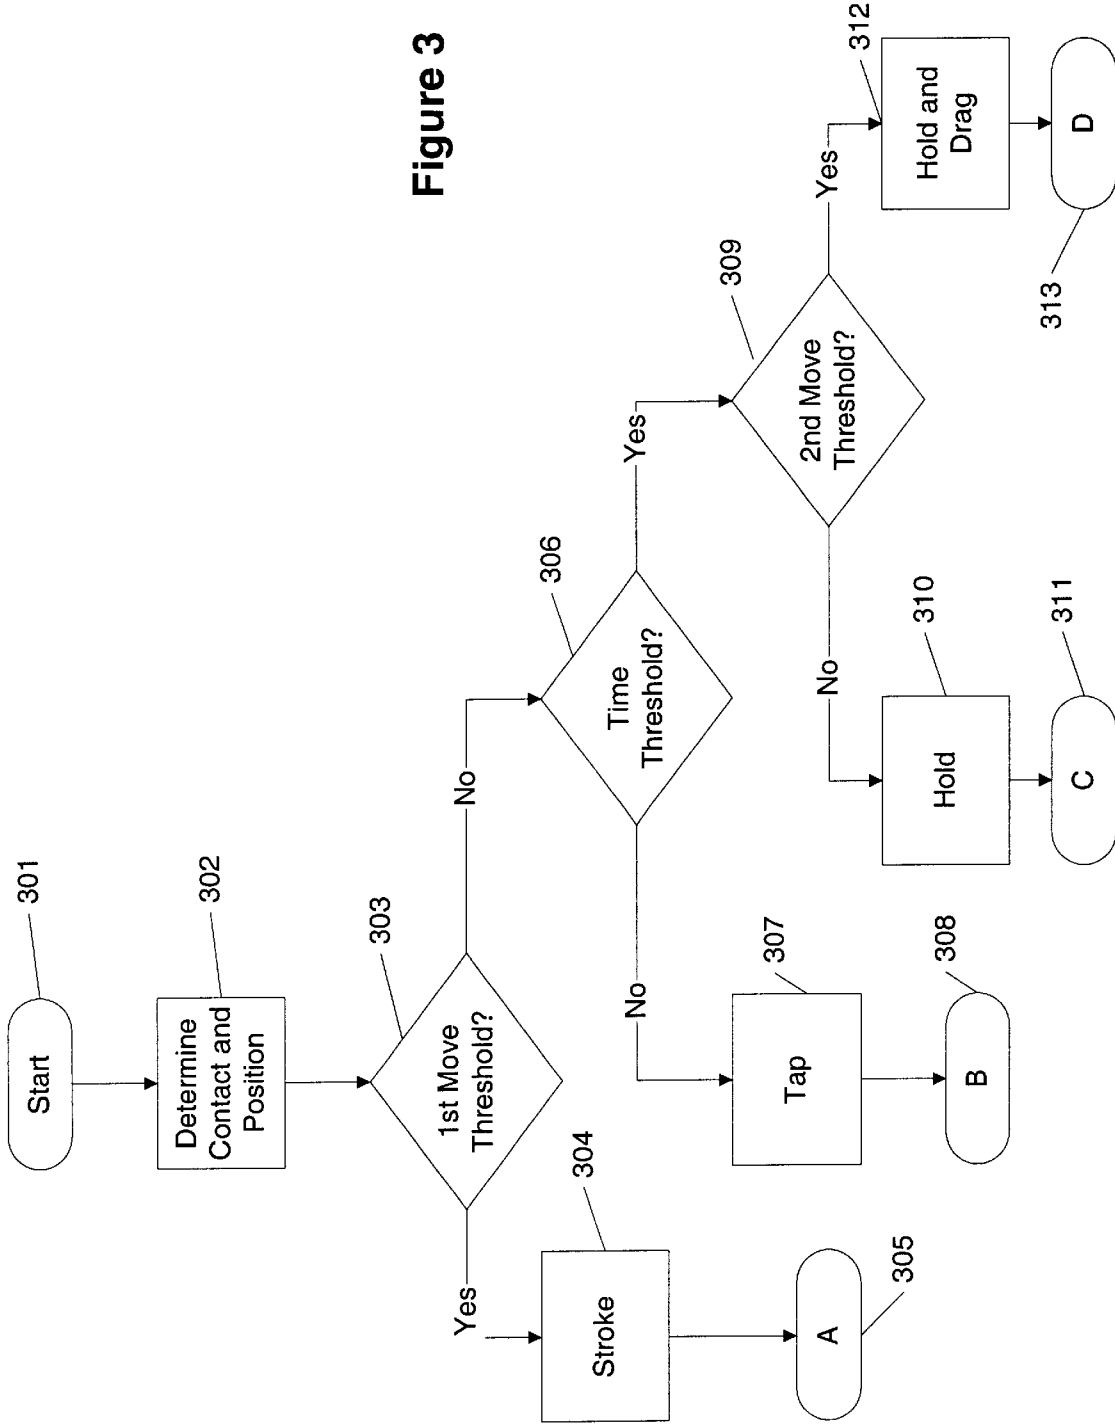 Figure 3
Start
301
Determine
Contact and
Position
302
1st Move
Threshold?
303
Yes
No
Stroke
304
A
305
Time
Threshold?
306
No
Yes
Tap
307
B
308
2nd Move
Threshold?
309
No
Yes
Hold
310
C
311
Hold and
Drag
312
D
313